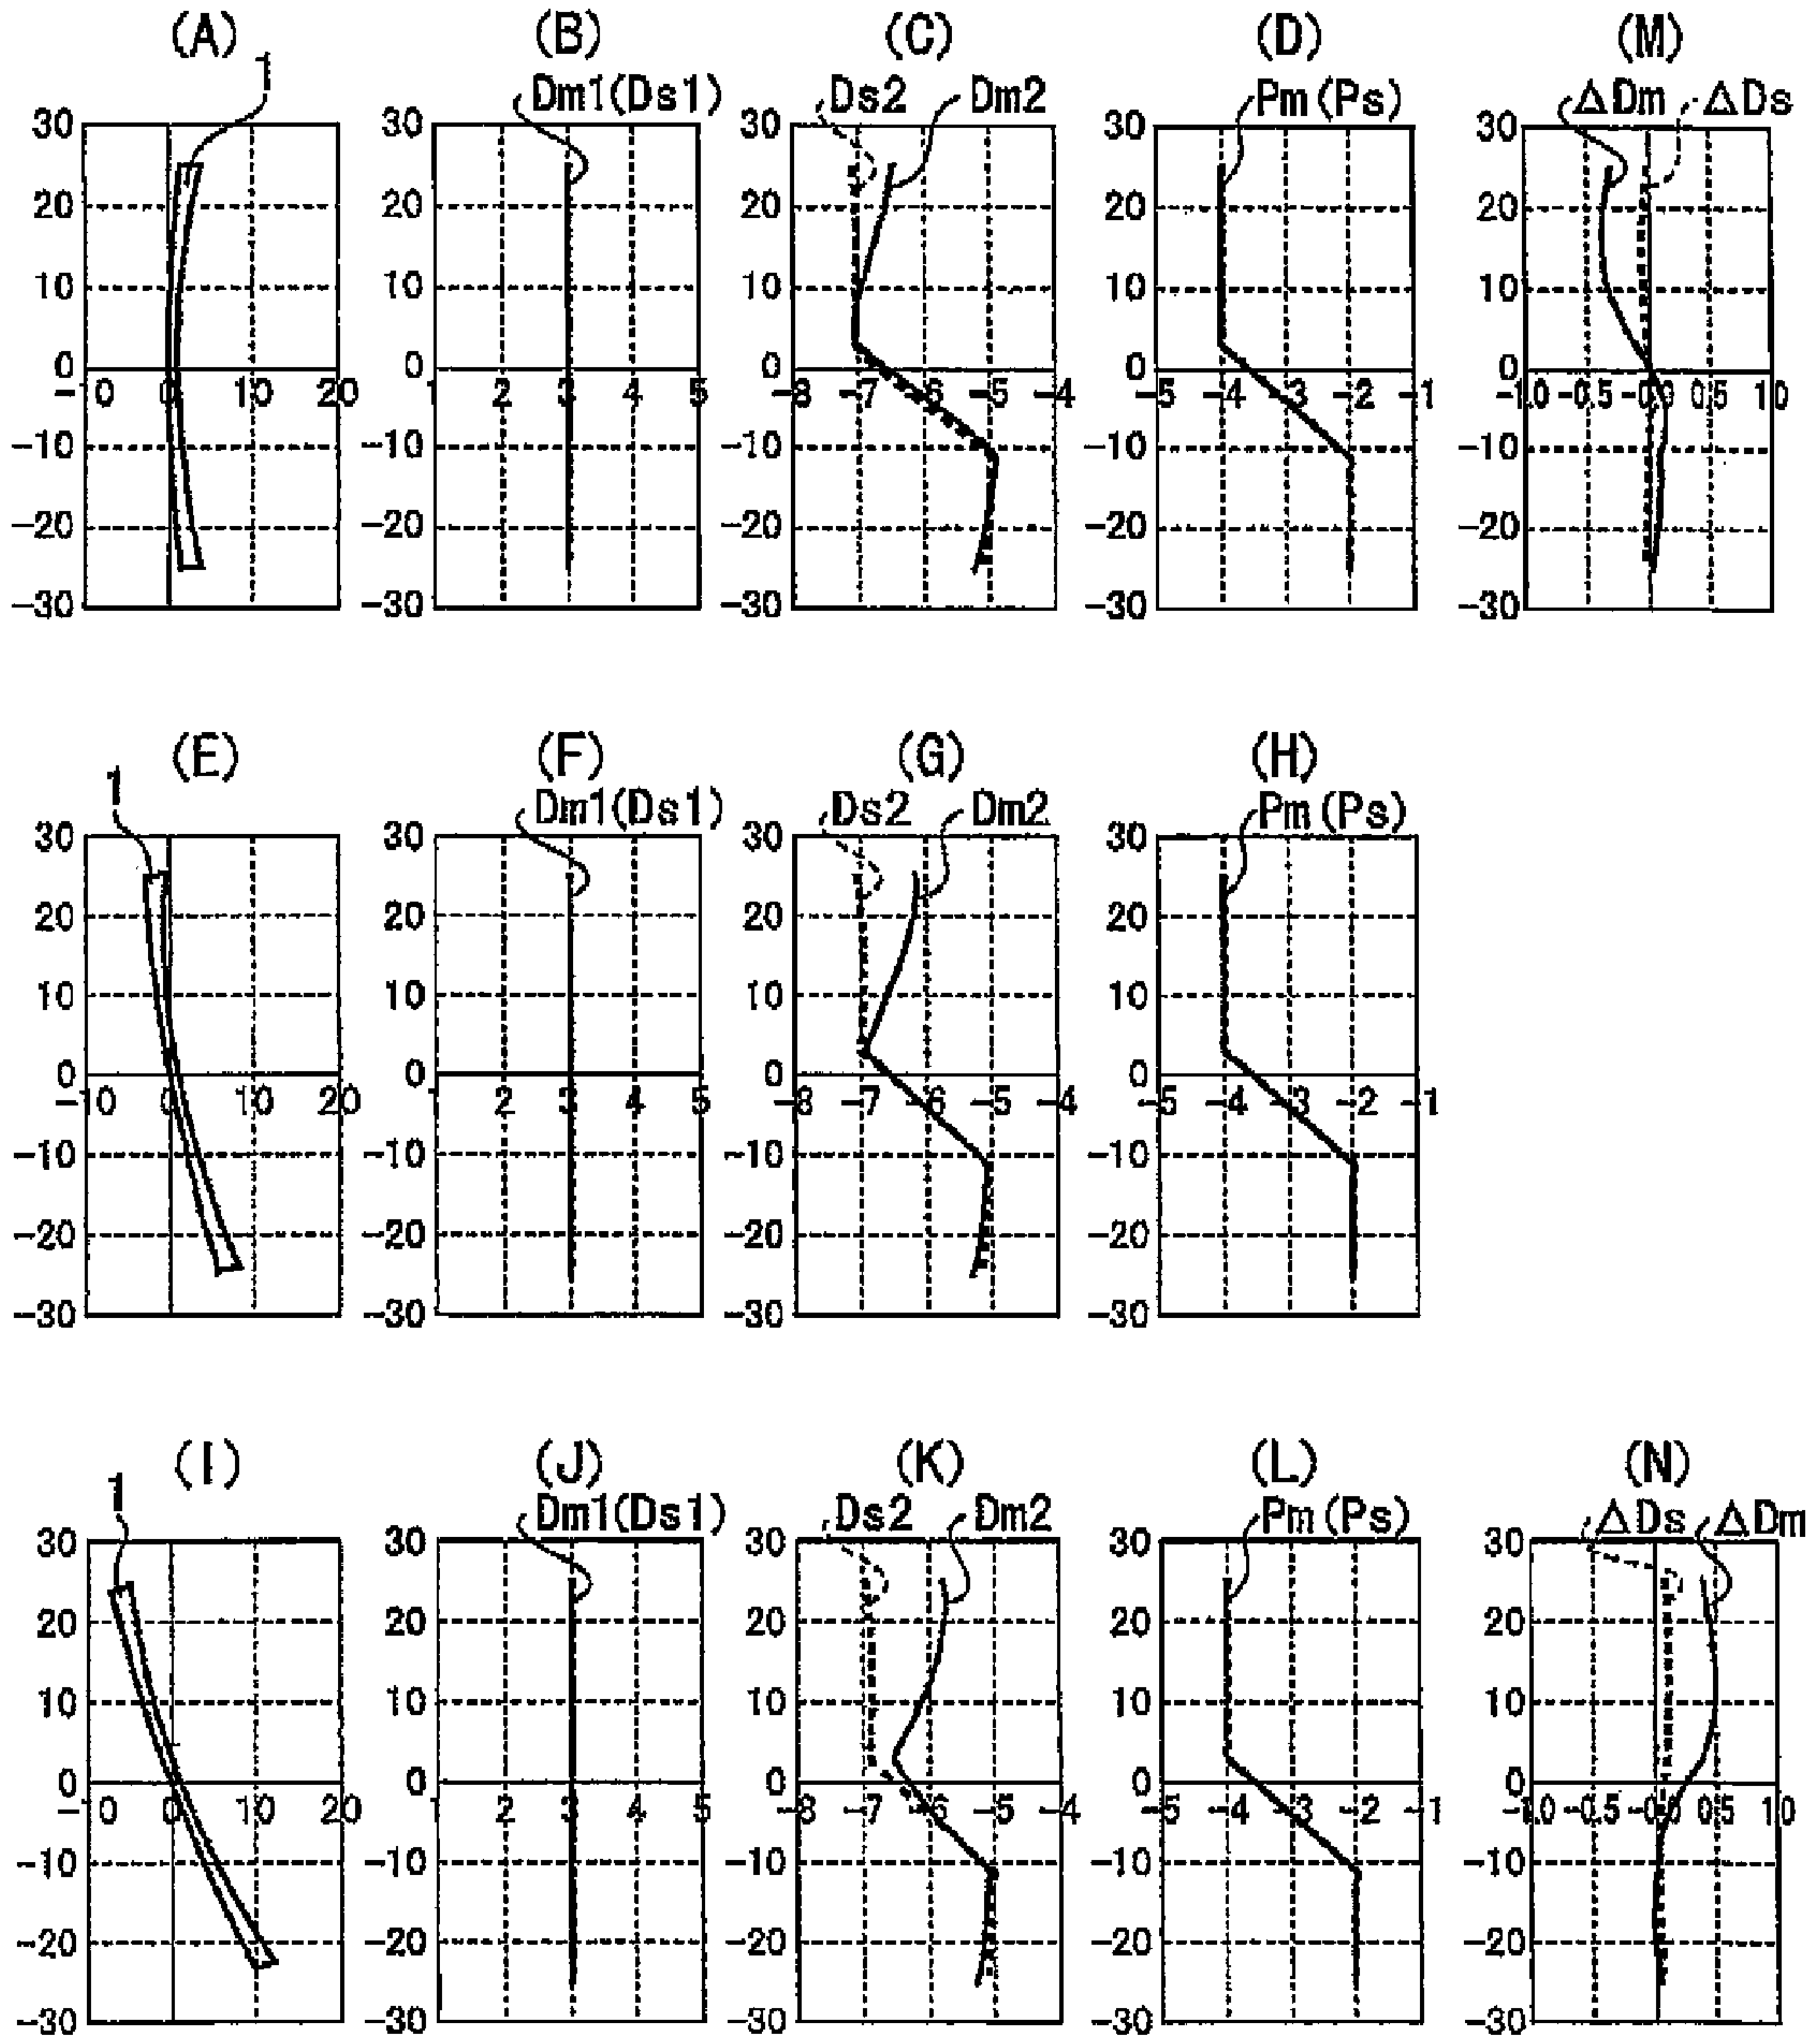 (A) (B) (C) (D) (M)
1 Dm1(Ds1) Ds2 Dm2 Pm(Ps) ΔDm ΔDs
30 30 30 30 30
20 20 20 20 20
10 10 10 10 10
0 0 0 0 0
0 10 20 2 3 4 5 -8 -7 -6 -5 -4 -5 -4 -3 -2 -1 -1.0 -0.5 0.5 1.0
-10 -10 -10 -10 -10
-20 -20 -20 -20 -20
-30 -30 -30 -30 -30
(E) (F) (G) (H)
1 Dm1(Ds1) Ds2 Dm2 Pm(Ps)
30 30 30 30
20 20 20 20
10 10 10 10
0 0 0 0
-10 0 10 20 1 2 3 4 5 -8 -7 -6 -5 -4 -5 -4 -3 -2 -1
-10 -10 -10 -10
-20 -20 -20 -20
-30 -30 -30 -30
(I) (J) (K) (L) (N)
1 Dm1(Ds1) Ds2 Dm2 Pm(Ps) ΔDs ΔDm
30 30 30 30 30
20 20 20 20 20
10 10 10 10 10
0 0 0 0 0
0 10 20 1 2 3 4 5 -8 -7 -6 -5 -4 -5 -4 -3 -2 -1 -1.0 -0.5 0.5 1.0
-10 -10 -10 -10 -10
-20 -20 -20 -20 -20
-30 -30 -30 -30 -30